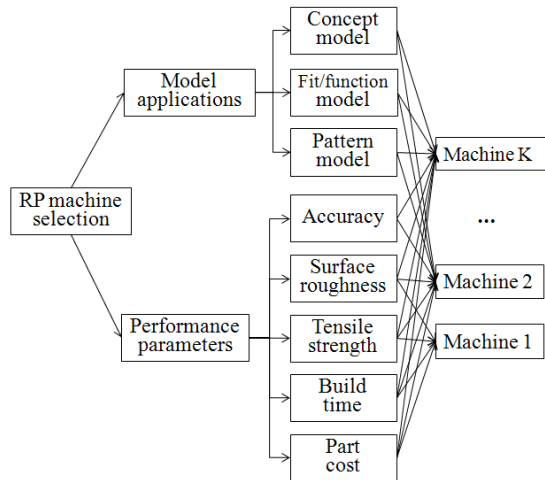 Concept
model
Model
applications
Fit/function
model
Pattern
model
Machine K
RP machine
selection
Accuracy
...
Surface
roughness
Machine 2
Performance
parameters
Tensile
strength
Machine 1
Build
time
Part
cost